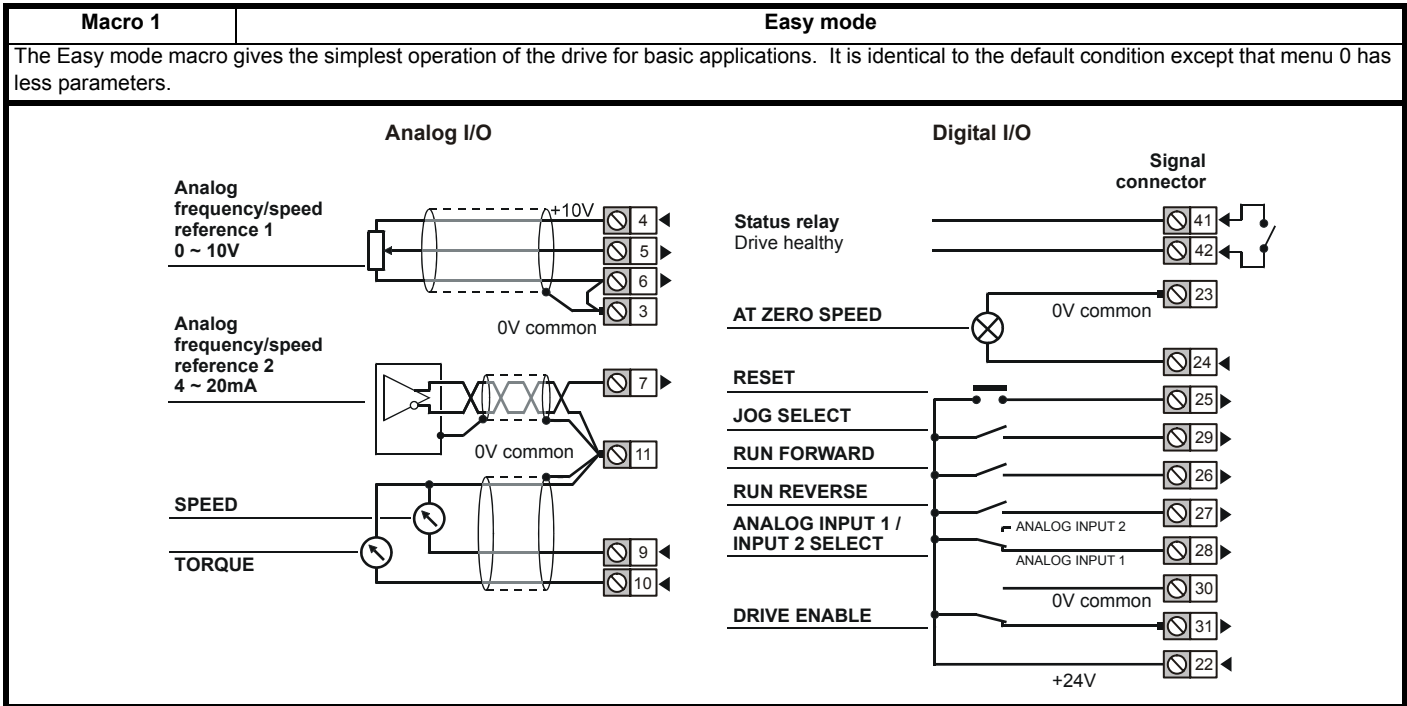 Macro 1
Easy mode
The Easy mode macro gives the simplest operation of the drive for basic applications. It is identical to the default condition except that menu 0 has
less parameters.
Analog I/O
Analog
frequency/speed
reference 1
0 ~ 10V
+10V
4
5
6
3
0V common
Analog
frequency/speed
reference 2
4 ~ 20mA
7
0V common
11
SPEED
TORQUE
9
10
Digital I/O
Signal
connector
Status relay
Drive healthy
41
42
AT ZERO SPEED
0V common
23
24
RESET
25
JOG SELECT
29
RUN FORWARD
26
RUN REVERSE
27
ANALOG INPUT 1 /
INPUT 2 SELECT
ANALOG INPUT 2
28
ANALOG INPUT 1
30
0V common
DRIVE ENABLE
31
22
+24V